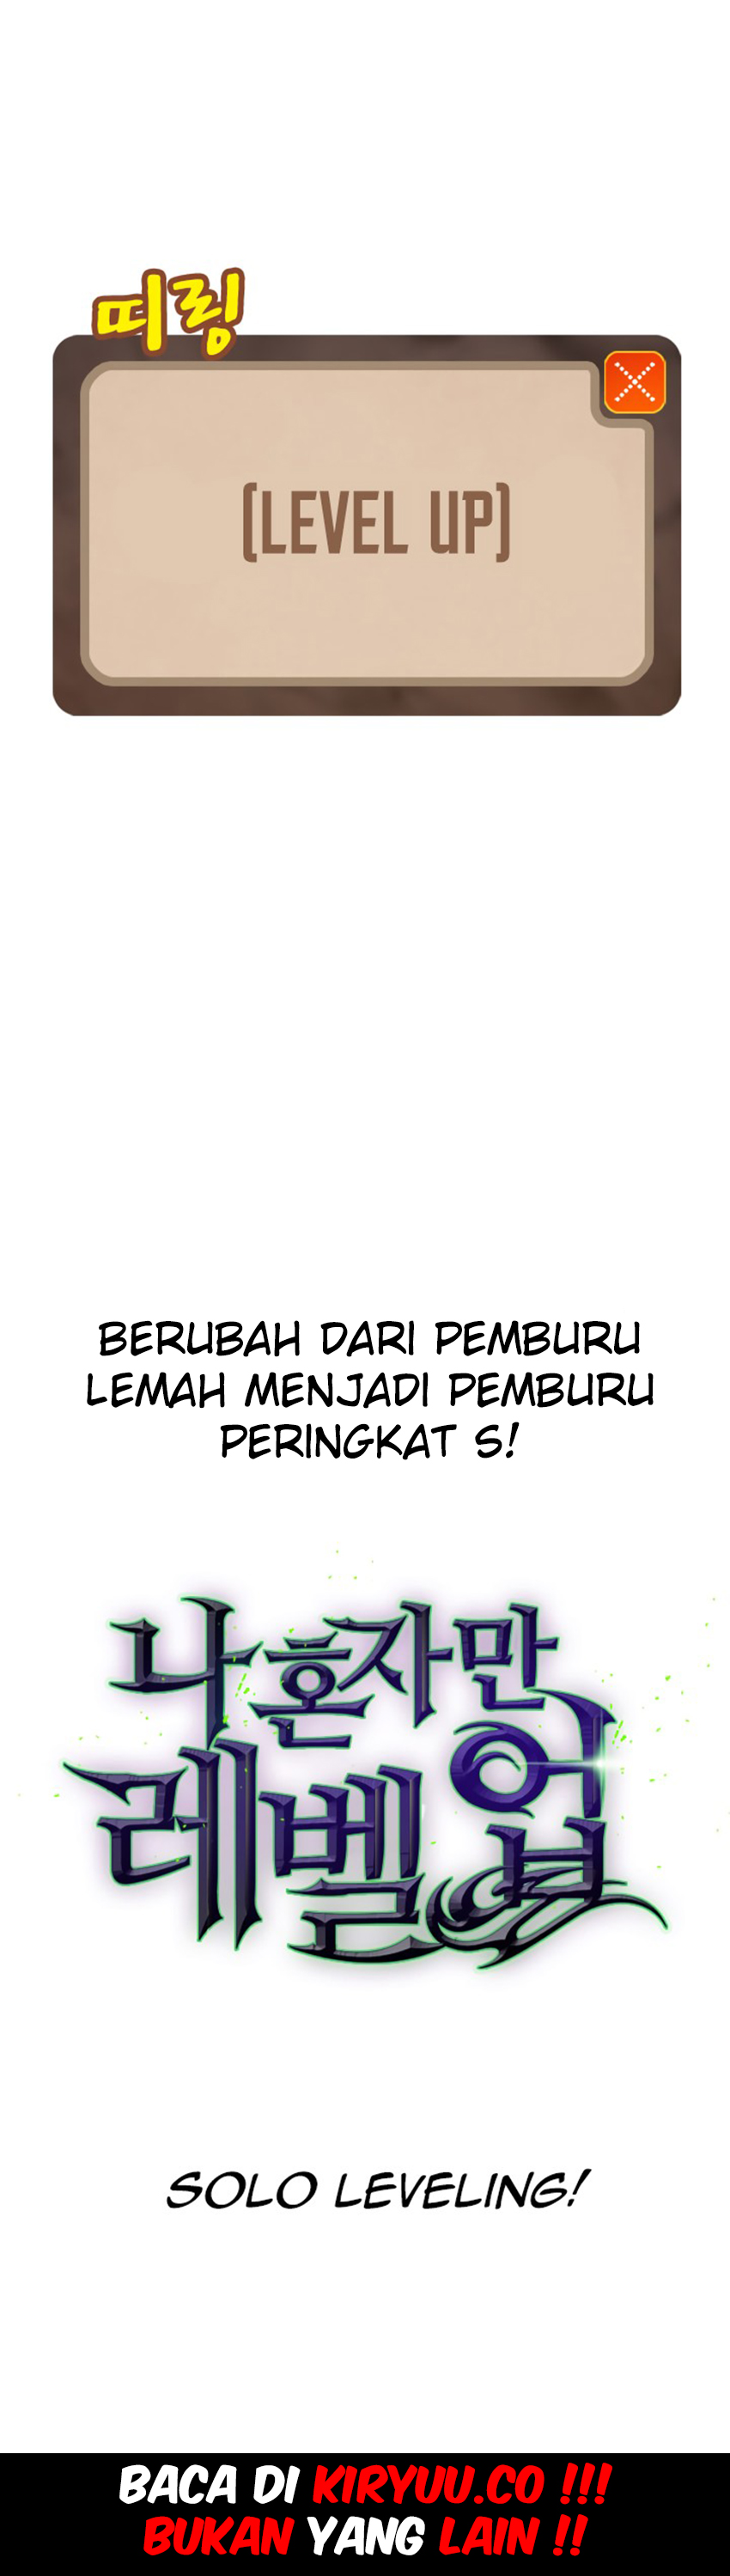 띠링
[LEVEL UP]
BERUBAH DARI PEMBURU
LEMAH MENJADI PEMBURU
PERINGKAT S!
나 혼자만
레벨업
SOLO LEVELING!
BACA DI KIRYUU.CO !!!
BUKAN YANG LAIN !!